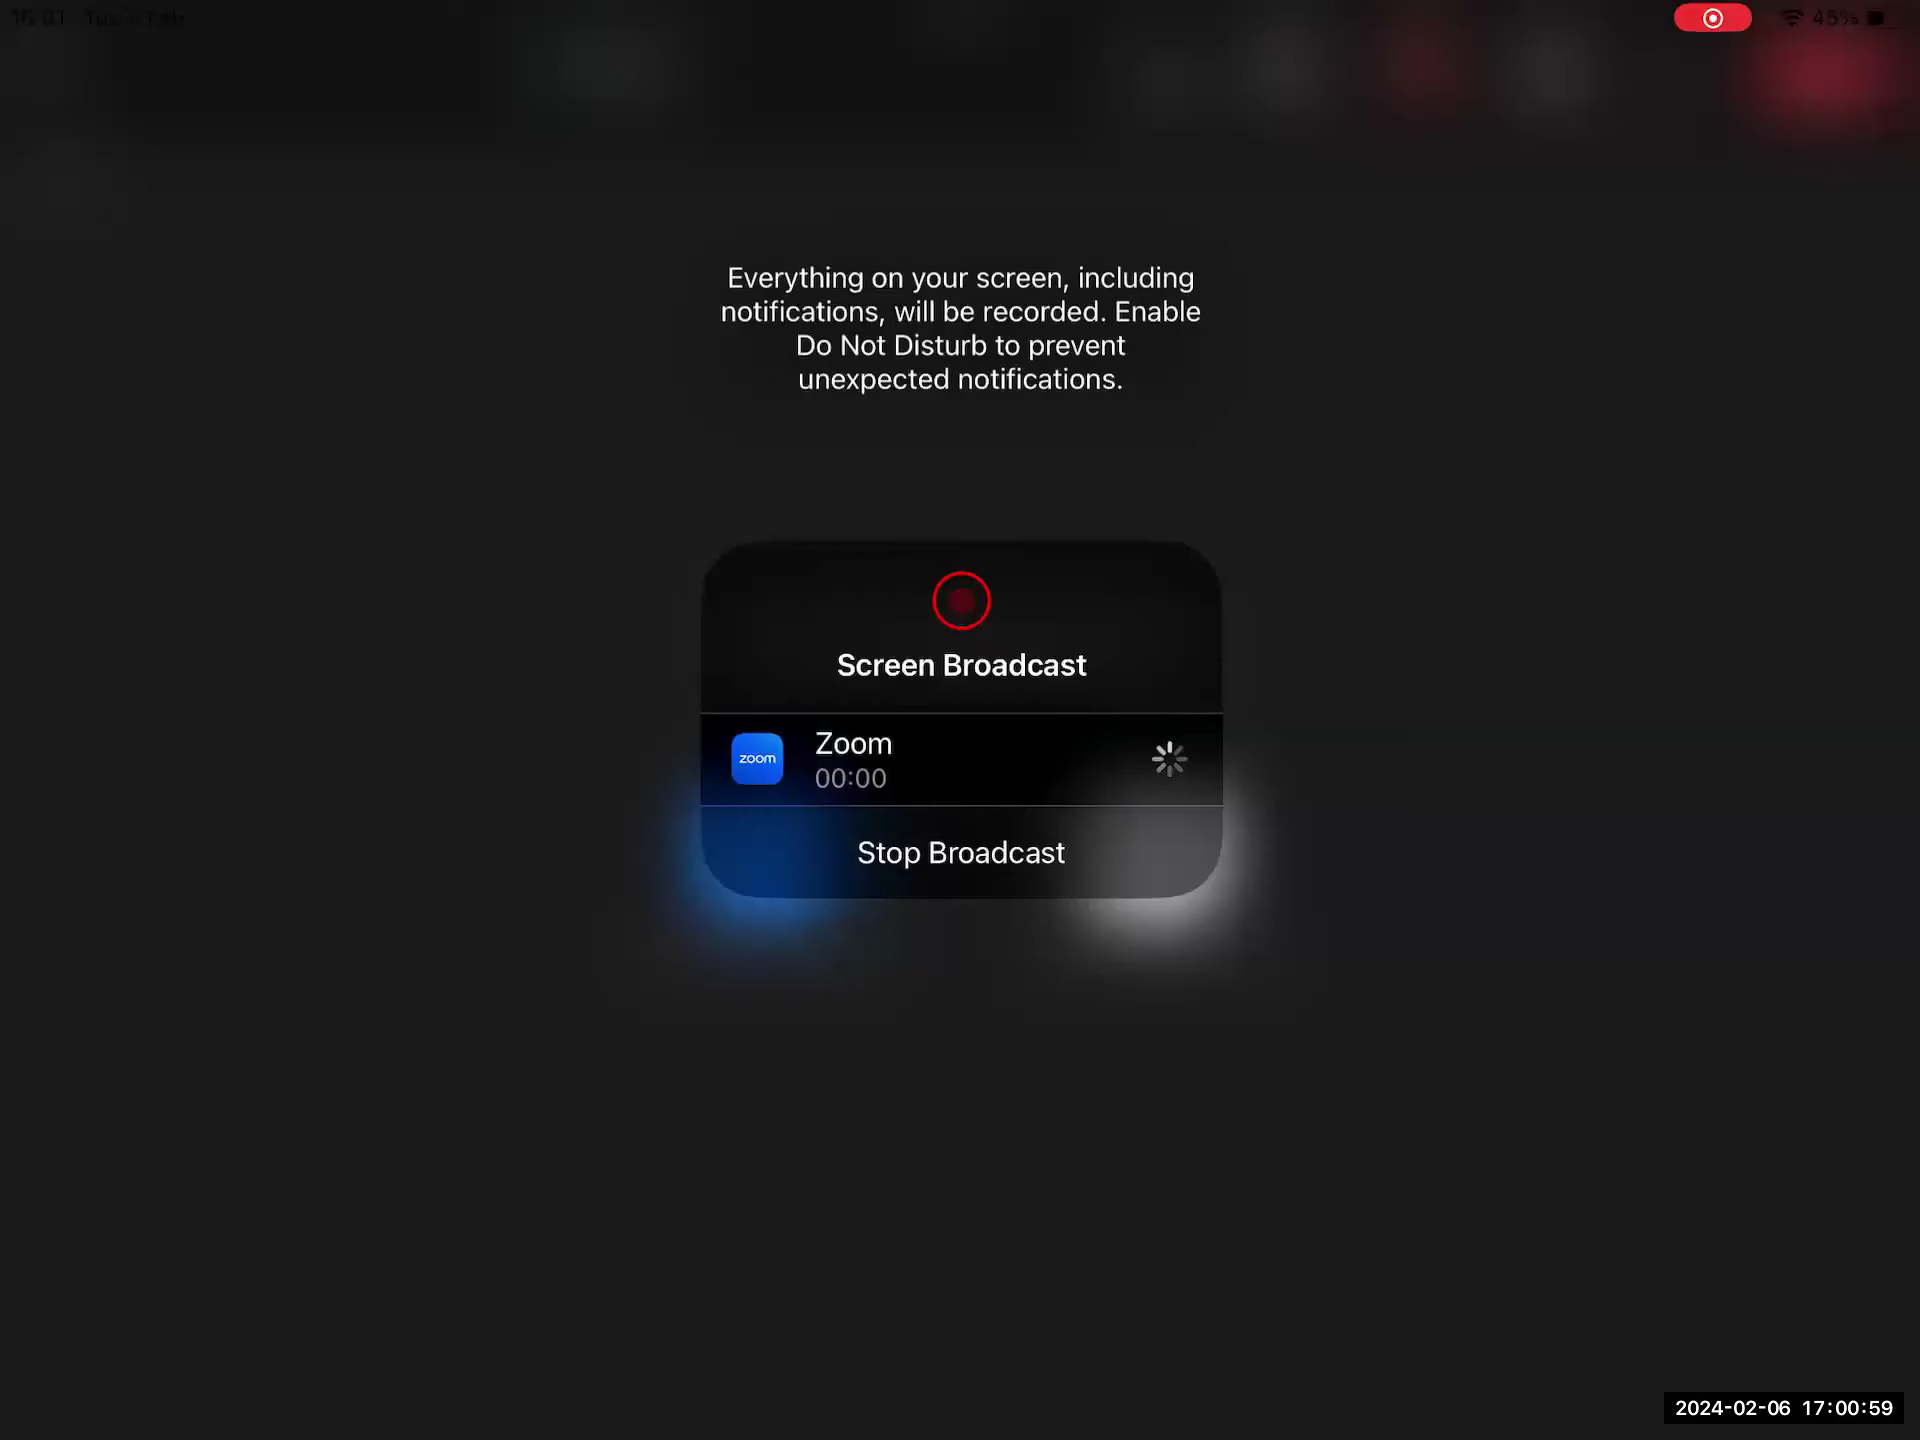 45%
Everything on your screen, including
notifications, will be recorded. Enable
Do Not Disturb to prevent
unexpected notifications.
Screen Broadcast
zoom
Zoom
00:00
Stop Broadcast
2024-02-06 17:00:59